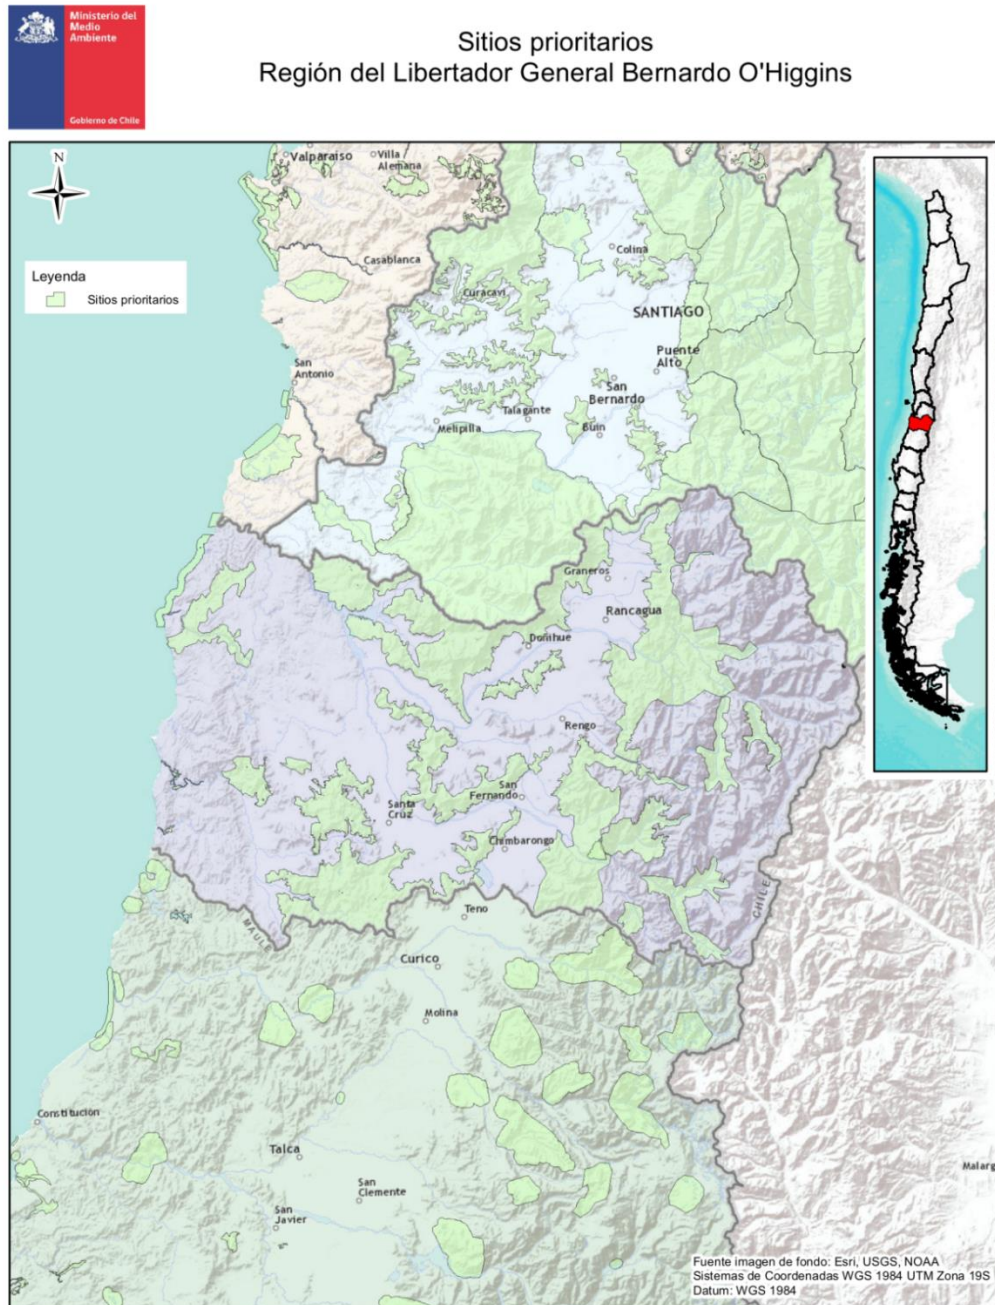 Ministerio del
Medio
Ambiente
Gobierno de Chile
Sitios prioritarios
Región del Libertador General Bernardo O'Higgins
N
Leyenda
Sitios prioritarios
Valparaiso
Villa
Alemana
Casablanca
Colina
Curacaví
SANTIAGO
San
Antonio
Puente
Alto
San
Bernardo
Talagante
Melipilla
Buin
Graneros
Rancagua
Doñihue
Rengo
San
Fernando
Santa
Cruz
Chimbarongo
CHILE
MAULE
Teno
Curico
Molina
Constitución
Talca
San
Clemente
San
Javier
Malarg
Fuente imagen de fondo: Esri, USGS, NOAA
Sistemas de Coordenadas WGS 1984 UTM Zona 19S
Datum: WGS 1984